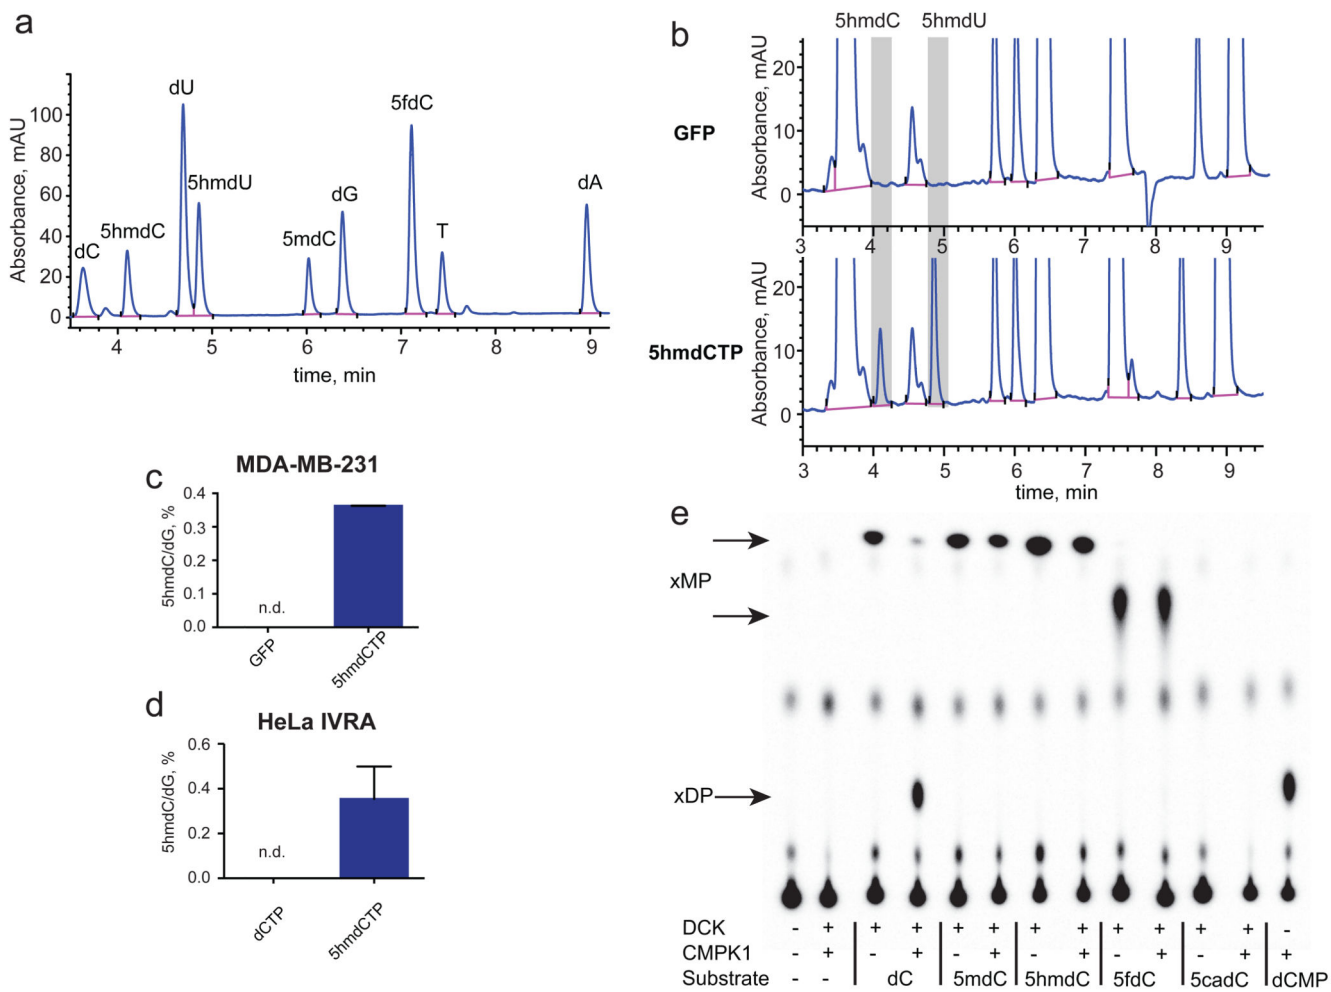 a
Absorbance, mAU
100
80
60
40
20
0
dC
5hmdC
dU
5hmdU
5mdC
dG
5fdC
T
dA
4 5 6 7 8 9
time, min
b
5hmdC 5hmdU
GFP
Absorbance, mAU
20
10
0
3 4 5 6 7 8 9
5hmdCTP
Absorbance, mAU
20
10
0
3 4 5 6 7 8 9
time, min
c
MDA-MB-231
5hmdC/dG, %
0.4
0.3
0.2
0.1
0.0
n.d.
GFP 5hmdCTP
d
HeLa IVRA
5hmdC/dG, %
0.6
0.4
0.2
0.0
n.d.
dCTP 5hmdCTP
e
xMP
xDP
DCK - + + + + + + + + + + + -
CMPK1 - + - + - + - + - + - + +
Substrate - - dC 5mdC 5hmdC 5fdC 5cadC dCMP